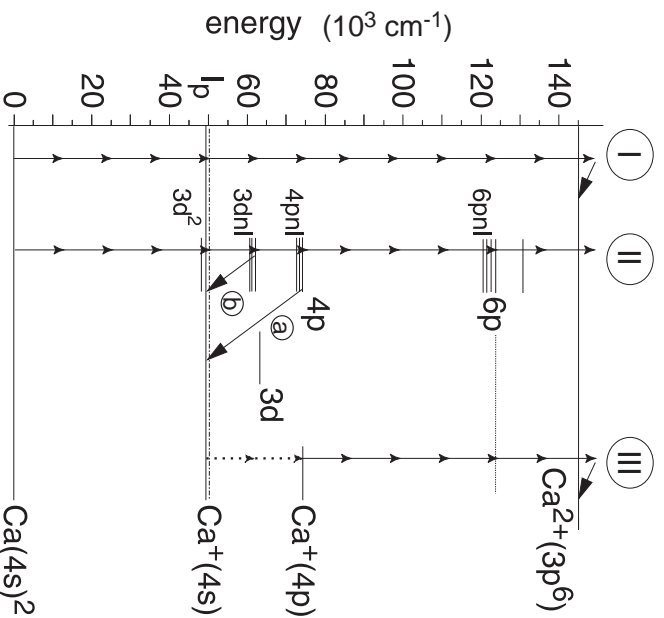 energy (10³ cm⁻¹)
0
20
40
Iₚ
60
80
100
120
140
I
II
III
3d²
3dnl
4pnl
6pnl
4p
6p
b
a
3d
Ca(4s)²
Ca⁺(4s)
Ca⁺(4p)
Ca²⁺(3p⁶)